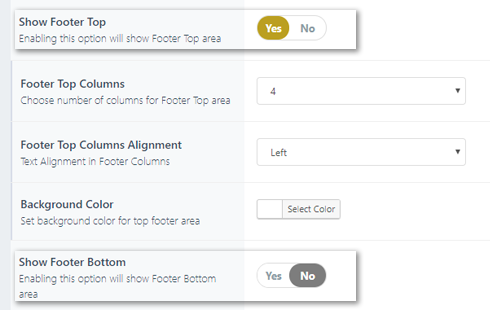 Show Footer Top
Enabling this option will show Footer Top area
Yes No
Footer Top Columns
Choose number of columns for Footer Top area
4
Footer Top Columns Alignment
Text Alignment in Footer Columns
Left
Background Color
Set background color for top footer area
Select Color
Show Footer Bottom
Enabling this option will show Footer Bottom
area
Yes No